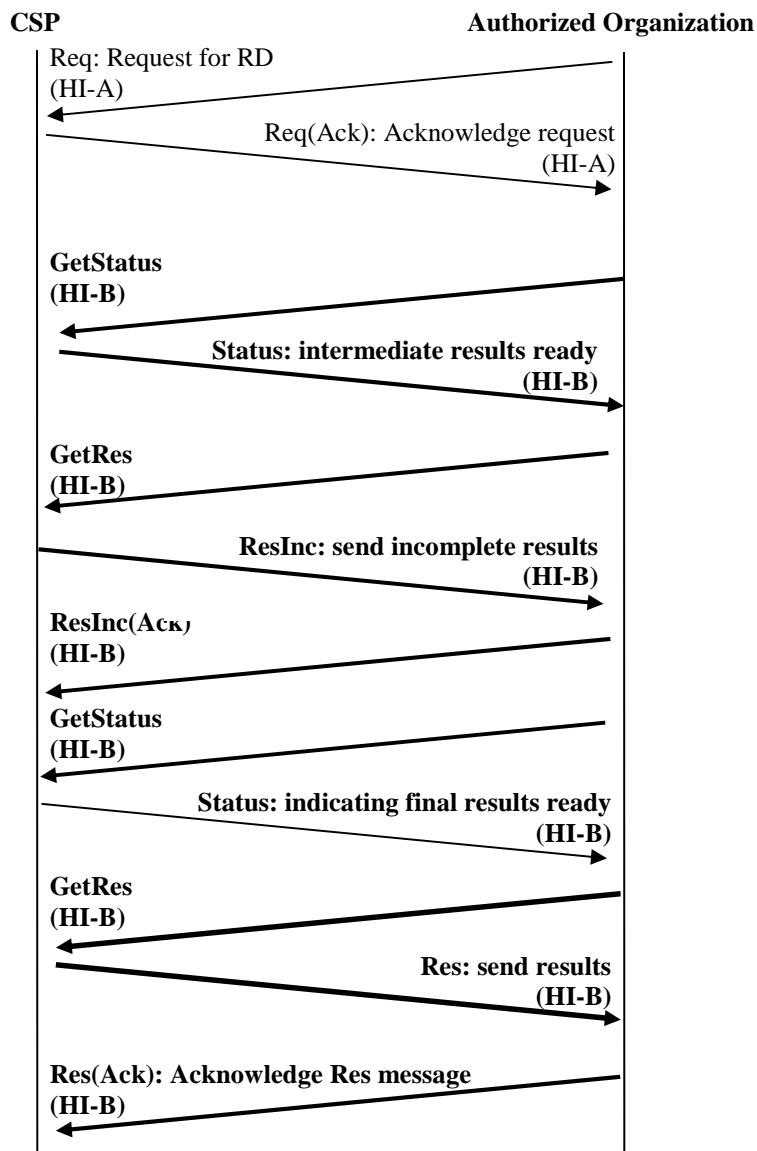 CSP
Authorized Organization
Req: Request for RD
(HI-A)
Req(Ack): Acknowledge request
(HI-A)
GetStatus
(HI-B)
Status: intermediate results ready
(HI-B)
GetRes
(HI-B)
ResInc: send incomplete results
(HI-B)
ResInc(Ack)
(HI-B)
GetStatus
(HI-B)
Status: indicating final results ready
(HI-B)
GetRes
(HI-B)
Res: send results
(HI-B)
Res(Ack): Acknowledge Res message
(HI-B)